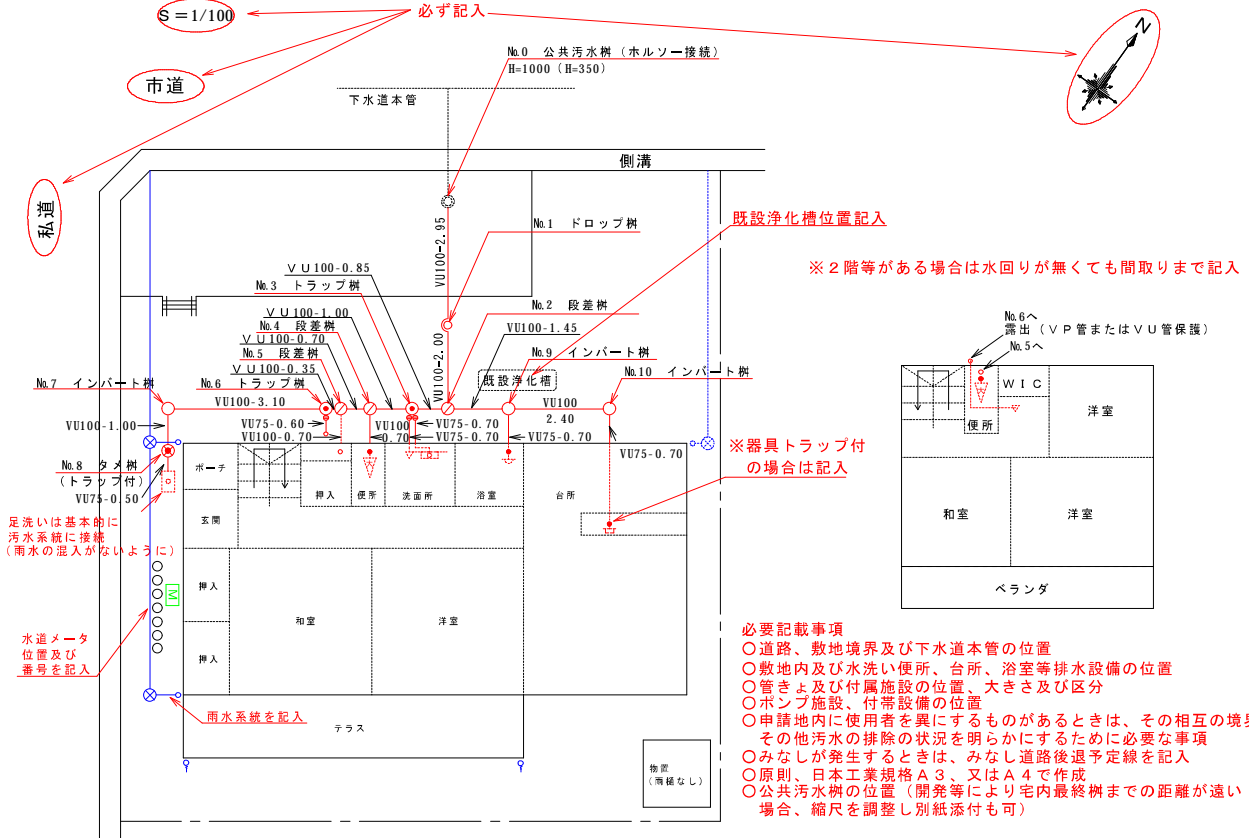 S＝1/100
必ず記入
N
市道
私道
No.0 公共汚水桝（ホルソー接続）
H=1000（H=350）
下水道本管
側溝
VU100-2.95
No.1 ドロップ桝
既設浄化槽位置記入
※２階等がある場合は水回りが無くても間取りまで記入
ＶＵ100-0.85
No.3 トラップ桝
ＶＵ100-1.00
No.4 段差桝
ＶＵ100-0.70
No.5 段差桝
ＶＵ100-0.35
No.6 トラップ桝
No.7 インバート桝
VU100-3.10
VU100-2.00
No.2 段差桝
VU100-1.45
No.9 インバート桝
既設浄化槽
No.10 インバート桝
VU100
2.40
VU100-1.00
VU75-0.60
VU100-0.70
VU100
0.70
VU75-0.70
VU75-0.70
VU75-0.70
VU75-0.70
No.8 タメ桝
（トラップ付）
VU75-0.50
足洗いは基本的に
汚水系統に接続
（雨水の混入がないように）
※器具トラップ付
の場合は記入
ポーチ
玄関
押入
便所
洗面所
浴室
台所
押入
押入
和室
洋室
テラス
M
水道メータ
位置及び
番号を記入
雨水系統を記入
物置
（雨樋なし）
No.6へ
露出（ＶＰ管またはＶＵ管保護）
No.5へ
ＷＩＣ
便所
洋室
和室
洋室
ベランダ
必要記載事項
○道路、敷地境界及び下水道本管の位置
○敷地内及び水洗い便所、台所、浴室等排水設備の位置
○管きょ及び付属施設の位置、大きさ及び区分
○ポンプ施設、付帯設備の位置
○申請地内に使用者を異にするものがあるときは、その相互の境界
その他汚水の排除の状況を明らかにするために必要な事項
○みなしが発生するときは、みなし道路後退予定線を記入
○原則、日本工業規格Ａ３、又はＡ４で作成
○公共汚水桝の位置（開発等により宅内最終桝までの距離が遠い
場合、縮尺を調整し別紙添付も可）